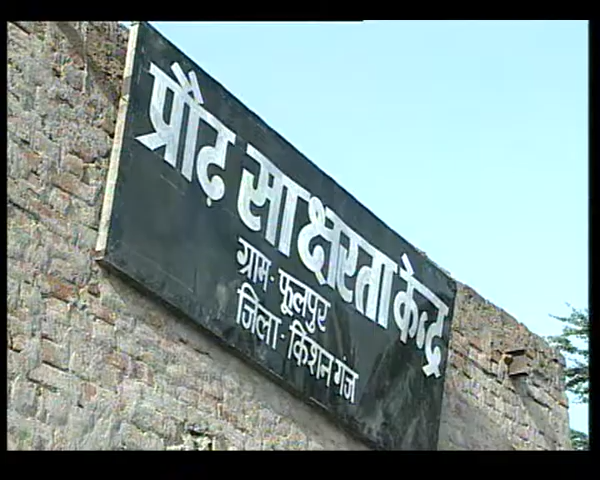 प्रौढ़ साक्षरता केन्द्र
ग्राम- फूलपुर
जिला- किशनगंज